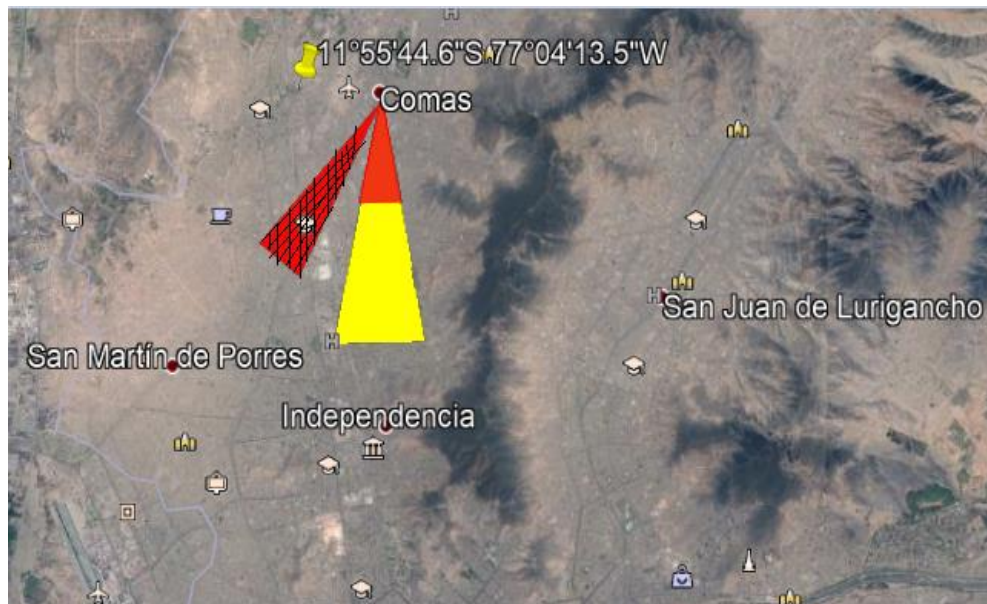 11°55'44.6"S 77°04'13.5"W
Comas
San Juan de Lurigancho
San Martín de Porres
Independencia